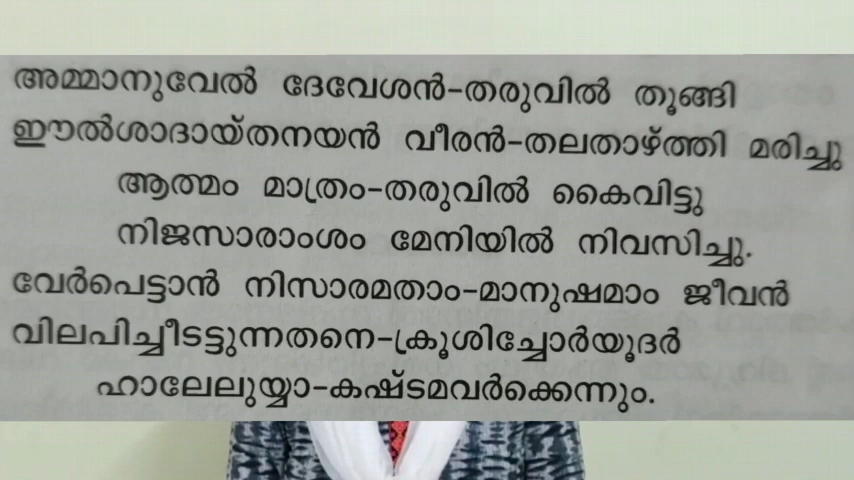 അമ്മാനുവേൽ ദേവേശൻ-തരുവിൽ തൂങ്ങി
ഈൽശാദായ്തനയൻ വീരൻ-തലതാഴ്ത്തി മരിച്ചു
ആത്മം മാത്രം-തരുവിൽ കൈവിട്ടു
നിജസാരാംശം മേനിയിൽ നിവസിച്ചു.
വേർപെട്ടാൻ നിസാരമതാം-മാനുഷമാം ജീവൻ
വിലപിച്ചീടട്ടുന്നതനെ-ക്രൂശിച്ചോർയൂദർ
ഹാലേലുയ്യാ-കഷ്ടമവർക്കെന്നും.